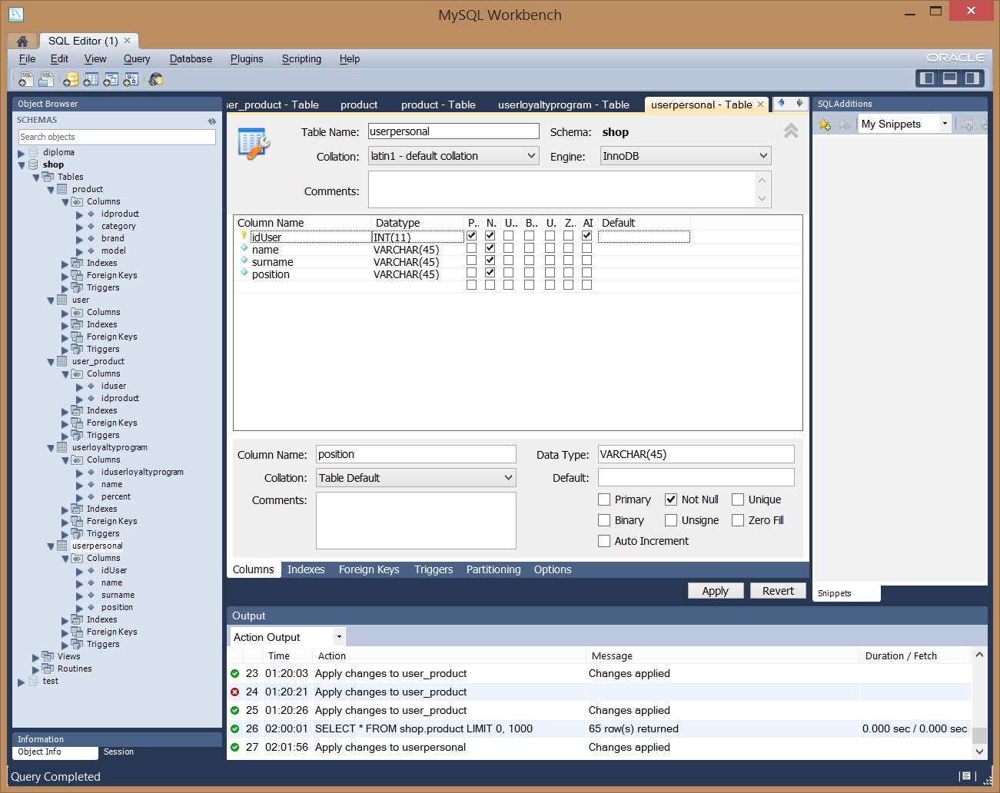 MySQL Workbench
SQL Editor (1)
File Edit View Query Database Plugins Scripting Help
ORACLE
Object Browser
SCHEMAS
Search objects
diploma
shop
Tables
product
Columns
idproduct
category
brand
model
Indexes
Foreign Keys
Triggers
user
Columns
Indexes
Foreign Keys
Triggers
user_product
Columns
iduser
idproduct
Indexes
Foreign Keys
Triggers
userloyaltyprogram
Columns
iduserloyaltyprogram
name
percent
Indexes
Foreign Keys
Triggers
userpersonal
Columns
idUser
name
surname
position
Indexes
Foreign Keys
Triggers
Views
Routines
test
Information
Object Info Session
er_product - Table product product - Table userloyaltyprogram - Table userpersonal - Table
Table Name: userpersonal Schema: shop
Collation: latin1 - default collation Engine: InnoDB
Comments:
Column Name Datatype P.. N. U.. B.. U. Z.. AI Default
idUser INT(11)
name VARCHAR(45)
surname VARCHAR(45)
position VARCHAR(45)
Column Name: position Data Type: VARCHAR(45)
Collation: Table Default Default:
Comments: Primary Not Null Unique
Binary Unsigne Zero Fill
Auto Increment
Columns Indexes Foreign Keys Triggers Partitioning Options
Apply Revert
SQLAdditions
My Snippets
Snippets
Output
Action Output
Time Action Message Duration / Fetch
23 01:20:03 Apply changes to user_product Changes applied
24 01:20:21 Apply changes to user_product
25 01:20:26 Apply changes to user_product Changes applied
26 02:00:01 SELECT * FROM shop.product LIMIT 0, 1000 65 row(s) returned 0.000 sec / 0.000 sec
27 02:01:56 Apply changes to userpersonal Changes applied
Query Completed